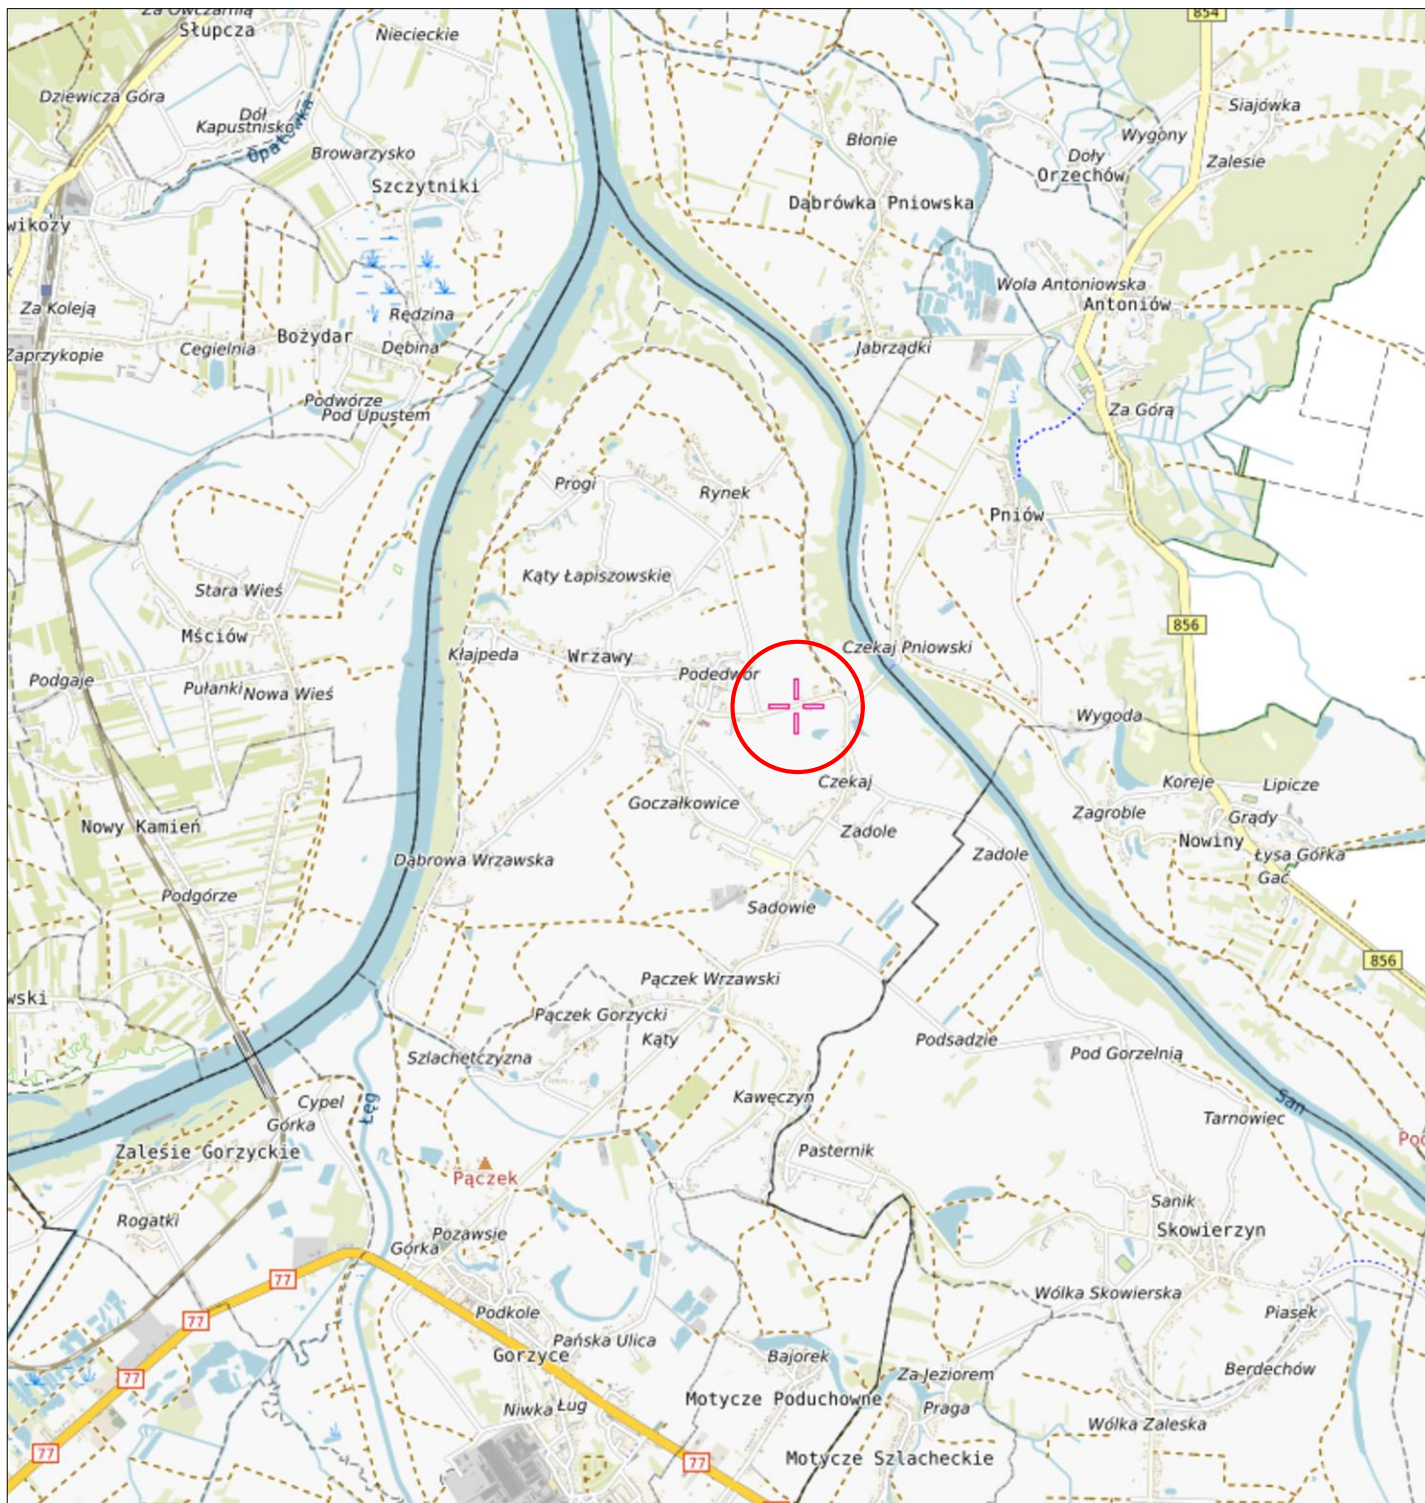 854
Za Owczarnią
Słupcza
Niecieckie
Dziewicza Góra
Siajówka
Dół
Kapustnisko
Opatówka
Wygony
Błonie
Browarzysko
Doły
Zalesie
Orzechów
Szczytniki
Dąbrówka Pniowska
wikozy
Wola Antoniowska
Antoniów
Za Koleją
Rędzina
Bożydar
Cegielnia
Dębina
Jabrządki
Zaprzykopie
Podwórze
Pod Upustem
Za Górą
Progi
Rynek
Pniów
Kąty Łapiszowskie
Stara Wieś
856
Mściów
Czekaj Pniowski
Kłajpeda
Wrzawy
Podedwór
Podgaje
Pułanki
Nowa Wieś
Wygoda
Czekaj
Koreje
Lipicze
Goczałkowice
Zagroble
Grądy
Nowy Kamień
Zadole
Nowiny
Zadole
Łysa Górka
Dąbrowa Wrzawska
Gać
Podgórze
Sadowie
856
Pączek Wrzawski
wski
Pączek Gorzycki
Kąty
Podsadzie
Pod Gorzelnią
Szlachetczyzna
Kawęczyn
San
Cypel
Łęg
Górka
Tarnowiec
Zalesie Gorzyckie
Pasternik
Pączek
Sanik
Rogatki
Skowierzyn
Pozawsie
Górka
77
Wólka Skowierska
Podkole
Piasek
77
Pańska Ulica
Gorzyce
Bajorek
Berdechów
77
Za Jeziorem
Motycze Poduchowne
Niwka
Ług
Praga
Wólka Zaleska
77
Motycze Szlacheckie
77